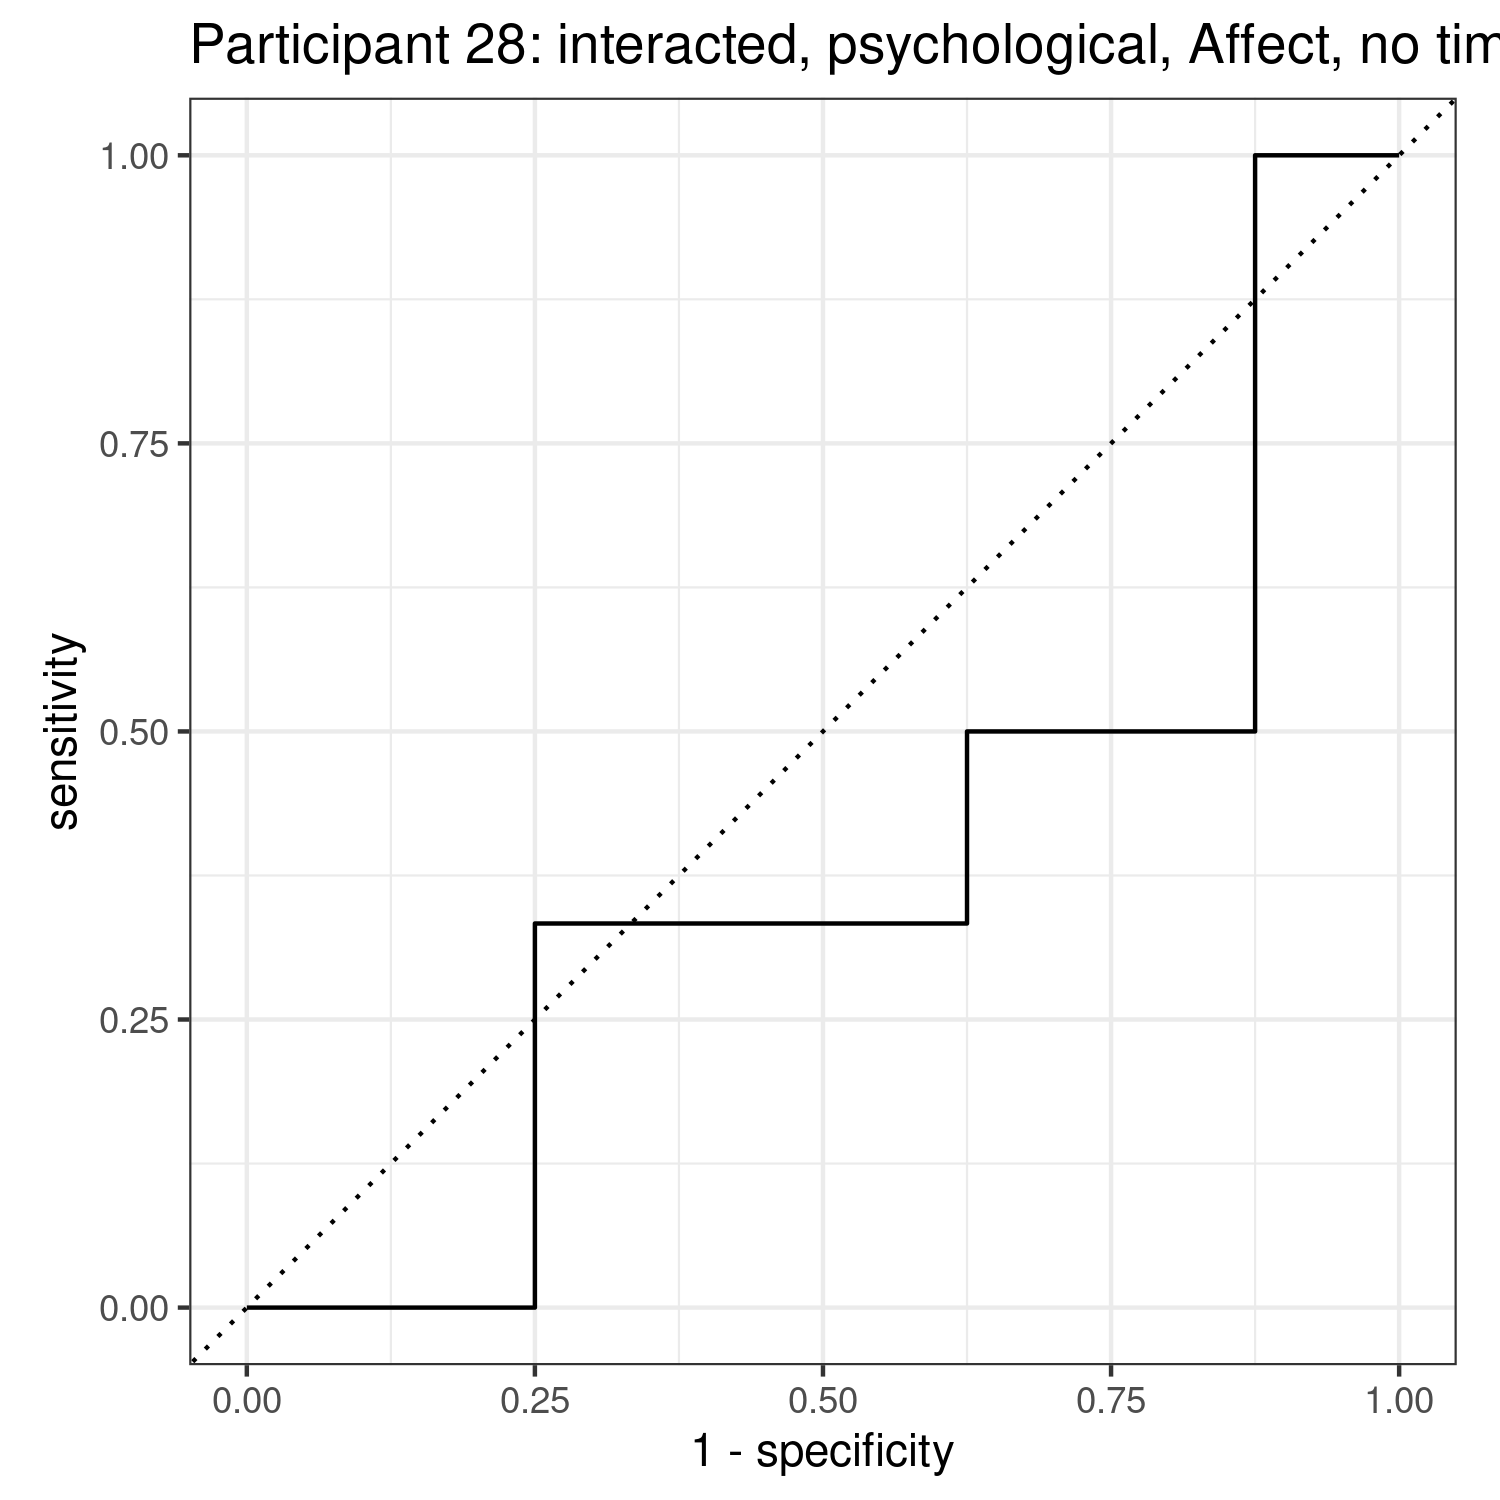 Participant 28: interacted, psychological, Affect, no
1.00
0.75
0.50
0.25
0.00
sensitivity
0.00 0.25 0.50 0.75 1.00
1 - specificity